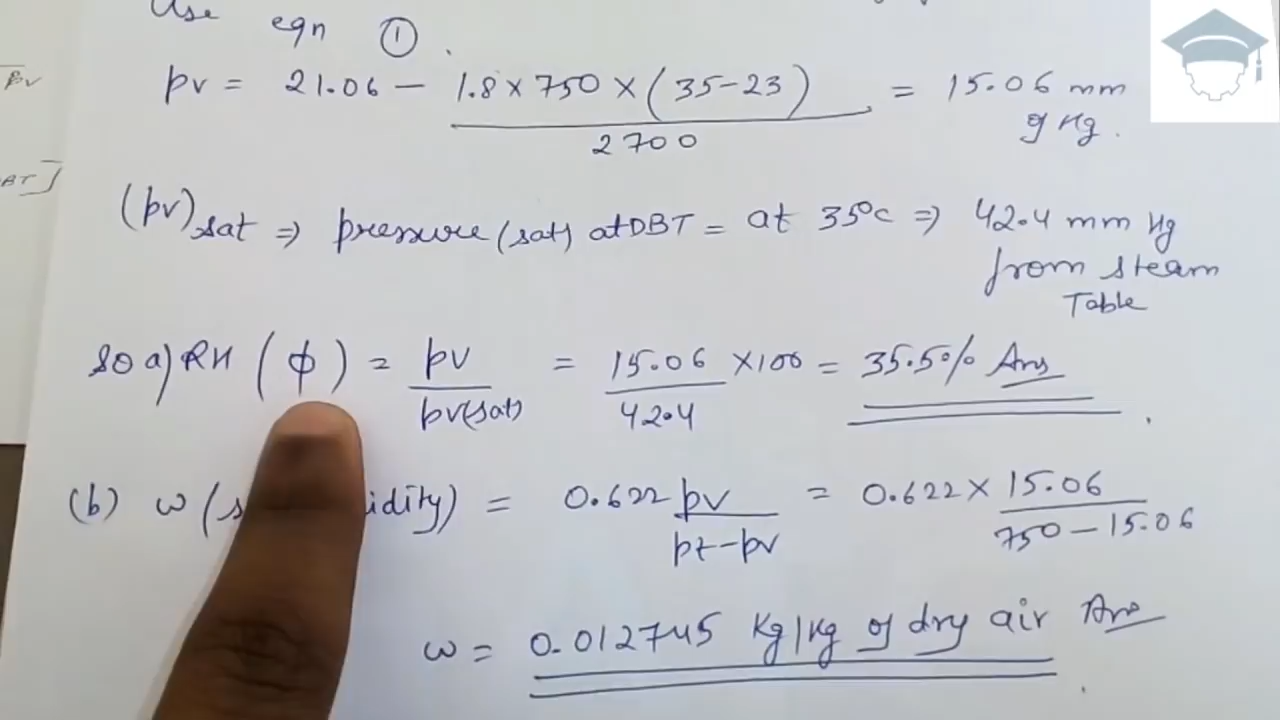 Use eqn ①.
pv = 21.06 - 1.8 × 750 × (35-23) / 2700 = 15.06 mm of Hg.
(pv)sat ⇒ pressure (sat) at DBT = at 35°c ⇒ 42.4 mm Hg
from steam
Table
so a) RH (ϕ) = pv / pv(sat) = 15.06 / 42.4 × 100 = 35.5% Ans
(b) ω (s idity) = 0.622 pv / pt-pv = 0.622 × 15.06 / 750-15.06
ω = 0.012745 Kg/Kg of dry air Ans